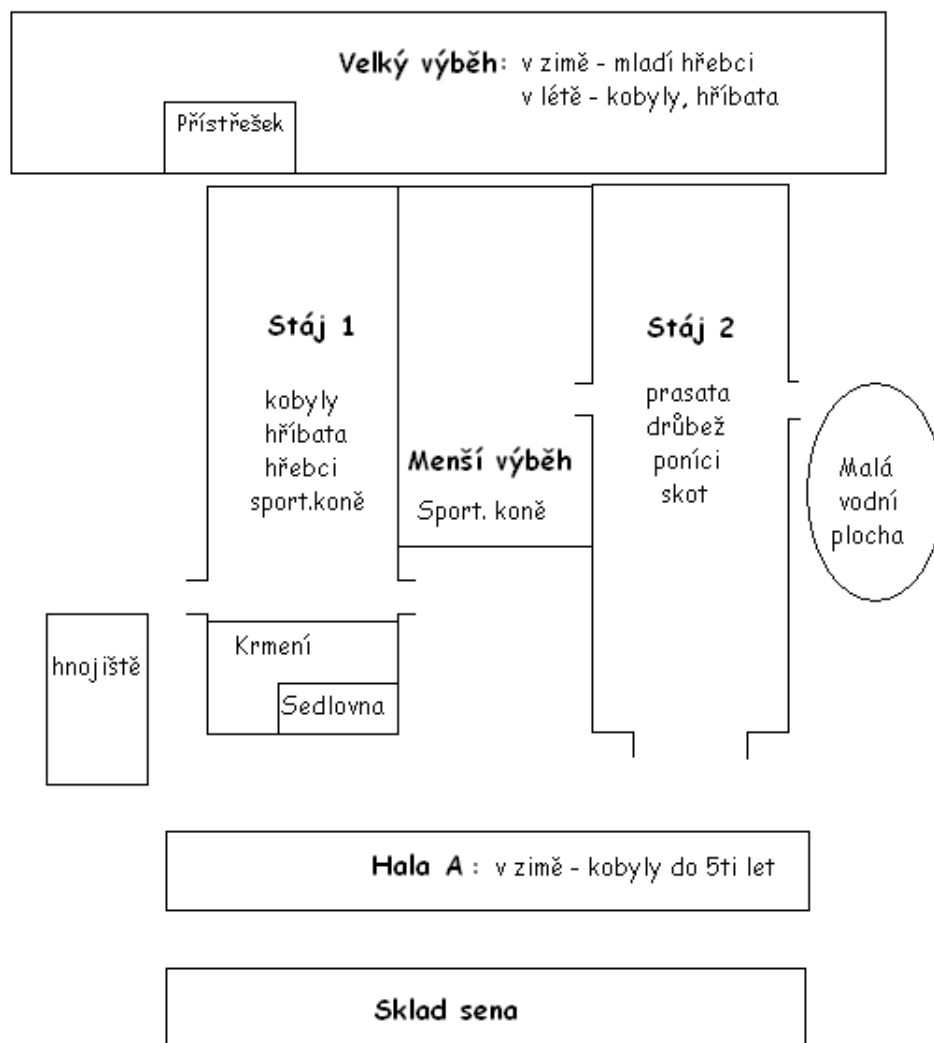 Velký výběh: v zimě - mladí hřebci
v létě - kobyly, hříbata
Přístřešek
Stáj 1
kobyly
hříbata
hřebci
sport.koně
Menší výběh
Sport. koně
Stáj 2
prasata
drůbež
poníci
skot
Malá
vodní
plocha
hnojiště
Krmení
Sedlovna
Hala A : v zimě - kobyly do 5ti let
Sklad sena